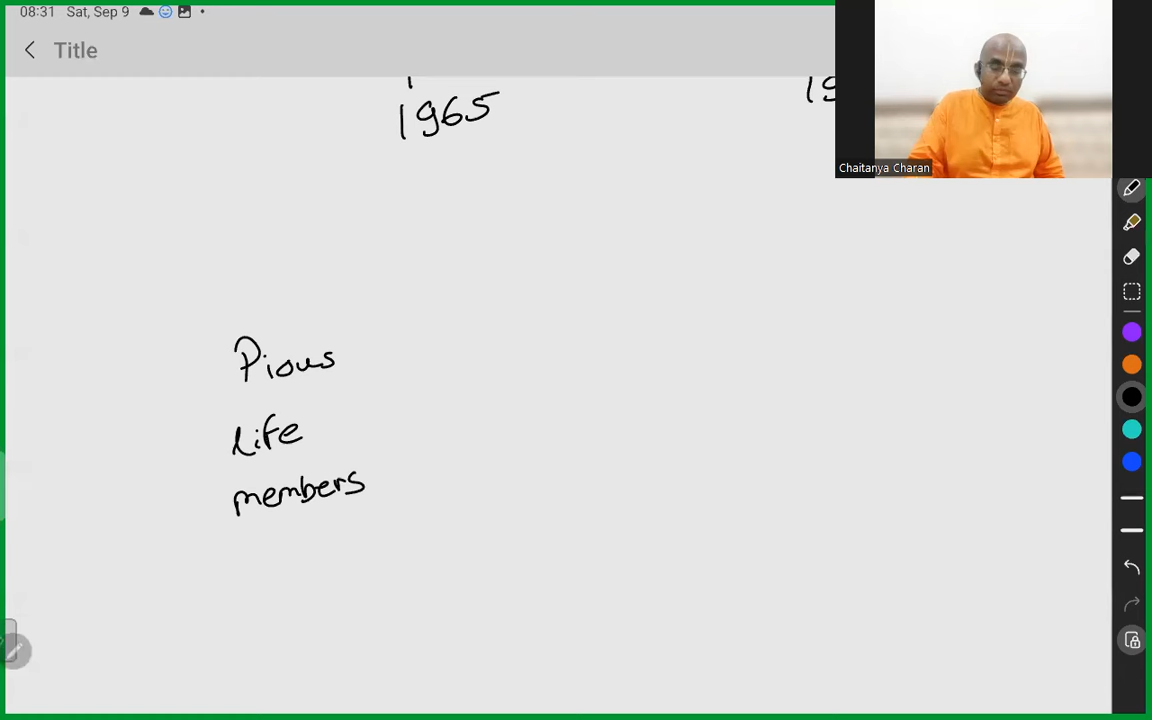 08:31 Sat, Sep 9
Title
1965
Chaitanya Charan
Pious
Life
members